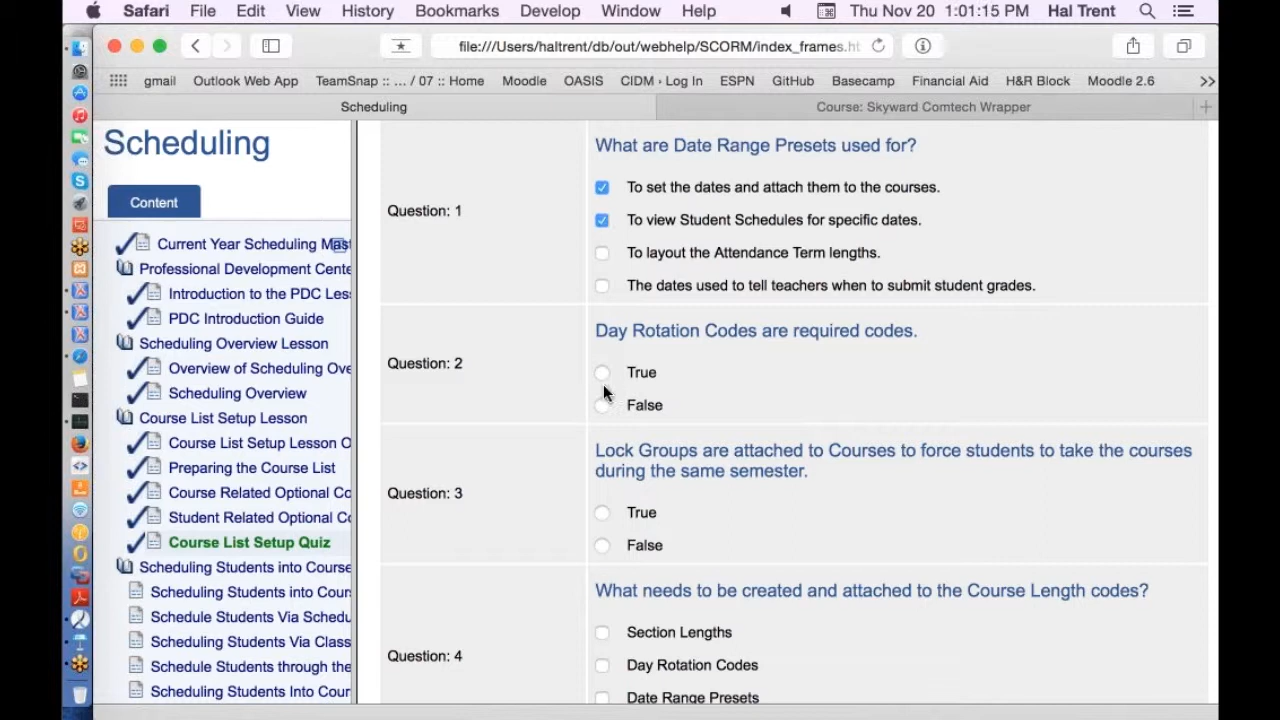 Safari File Edit View History Bookmarks Develop Window Help Thu Nov 20 1:01:15 PM Hal Trent
file:///Users/haltrent/db/out/webhelp/SCORM/index_frames.ht
gmail Outlook Web App TeamSnap :: ... / 07 :: Home Moodle OASIS CIDM › Log In ESPN GitHub Basecamp Financial Aid H&R Block Moodle 2.6 >>
Scheduling Course: Skyward Comtech Wrapper
Scheduling
Content
Current Year Scheduling Mast
Professional Development Cente
Introduction to the PDC Les
PDC Introduction Guide
Scheduling Overview Lesson
Overview of Scheduling Ove
Scheduling Overview
Course List Setup Lesson
Course List Setup Lesson O
Preparing the Course List
Course Related Optional Co
Student Related Optional Co
Course List Setup Quiz
Scheduling Students into Course
Scheduling Students into Cour
Schedule Students Via Schedu
Scheduling Students Via Class
Schedule Students through the
Scheduling Students Into Cour
Question: 1
What are Date Range Presets used for?
To set the dates and attach them to the courses.
To view Student Schedules for specific dates.
To layout the Attendance Term lengths.
The dates used to tell teachers when to submit student grades.
Question: 2
Day Rotation Codes are required codes.
True
False
Question: 3
Lock Groups are attached to Courses to force students to take the courses
during the same semester.
True
False
Question: 4
What needs to be created and attached to the Course Length codes?
Section Lengths
Day Rotation Codes
Date Range Presets